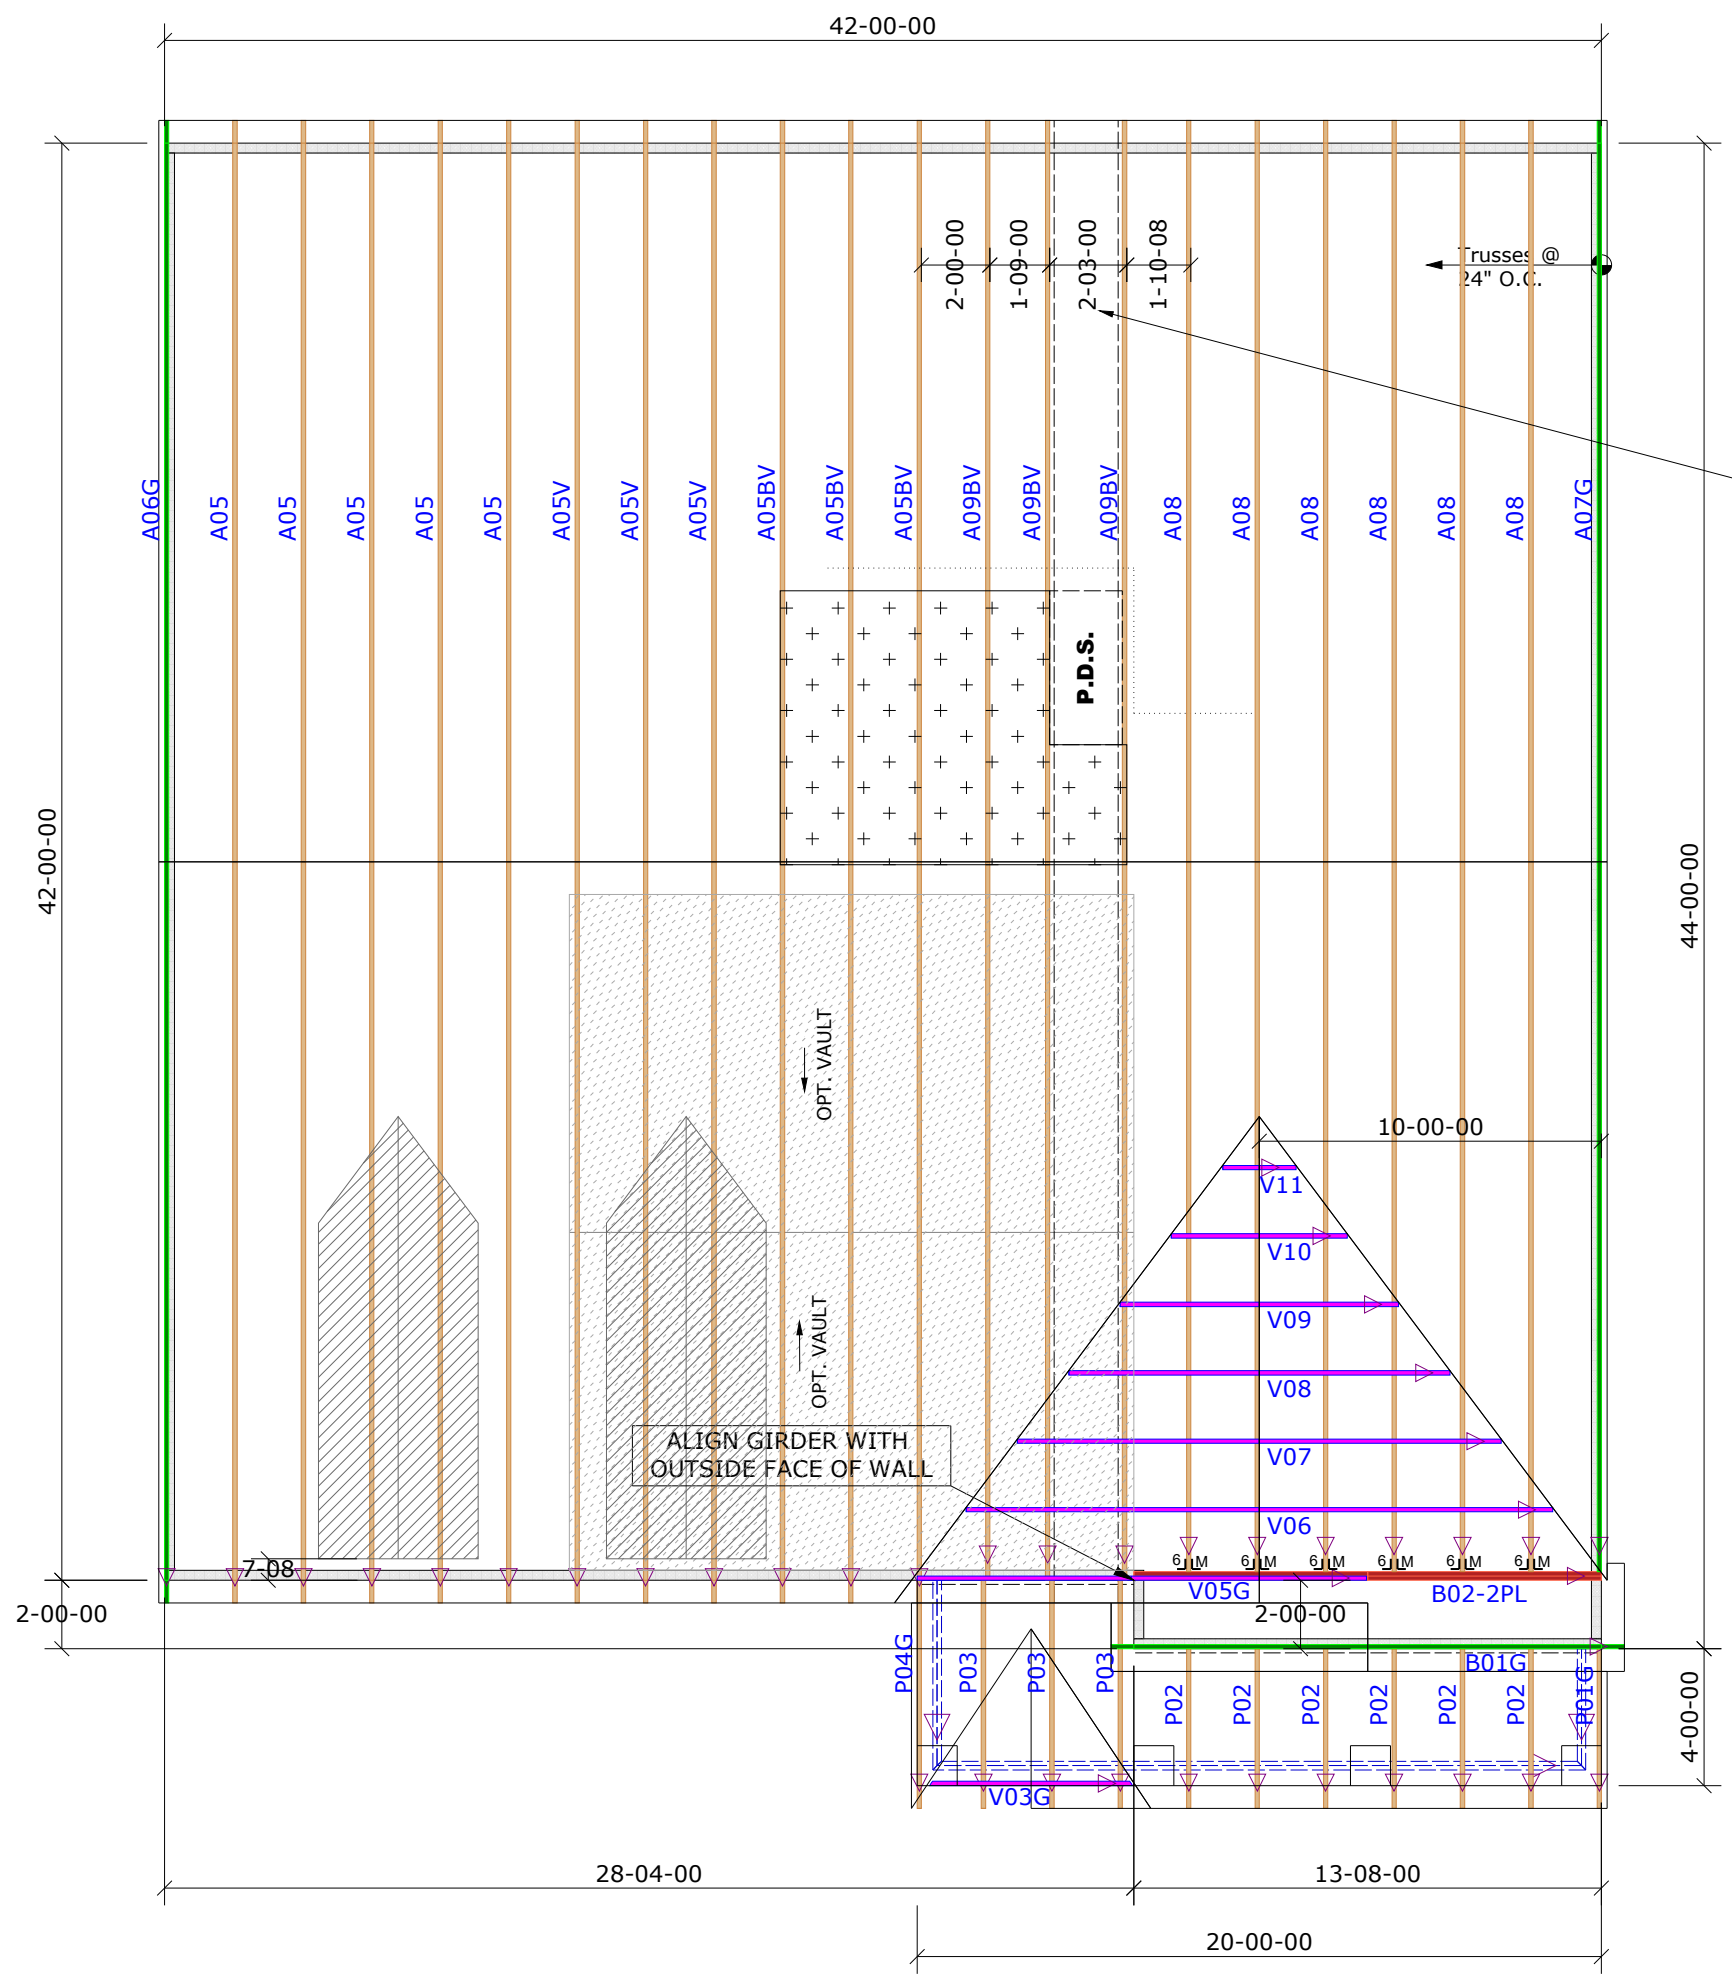 42-00-00
2-00-00
1-09-00
2-03-00
1-10-08
Trusses @
24" O.C.
A06G
A05
A05
A05
A05
A05
A05V
A05V
A05V
A05BV
A05BV
A05BV
A09BV
A09BV
A09BV
A08
A08
A08
A08
A08
A08
A07G
P.D.S.
42-00-00
44-00-00
OPT. VAULT
10-00-00
V11
V10
V09
OPT. VAULT
V08
ALIGN GIRDER WITH
OUTSIDE FACE OF WALL
V07
V06
7-08
V05G
B02-2PL
2-00-00
2-00-00
B01G
P04G
P03
P03
P03
P02
P02
P02
P02
P02
P02
P01G
4-00-00
V03G
28-04-00
13-08-00
20-00-00